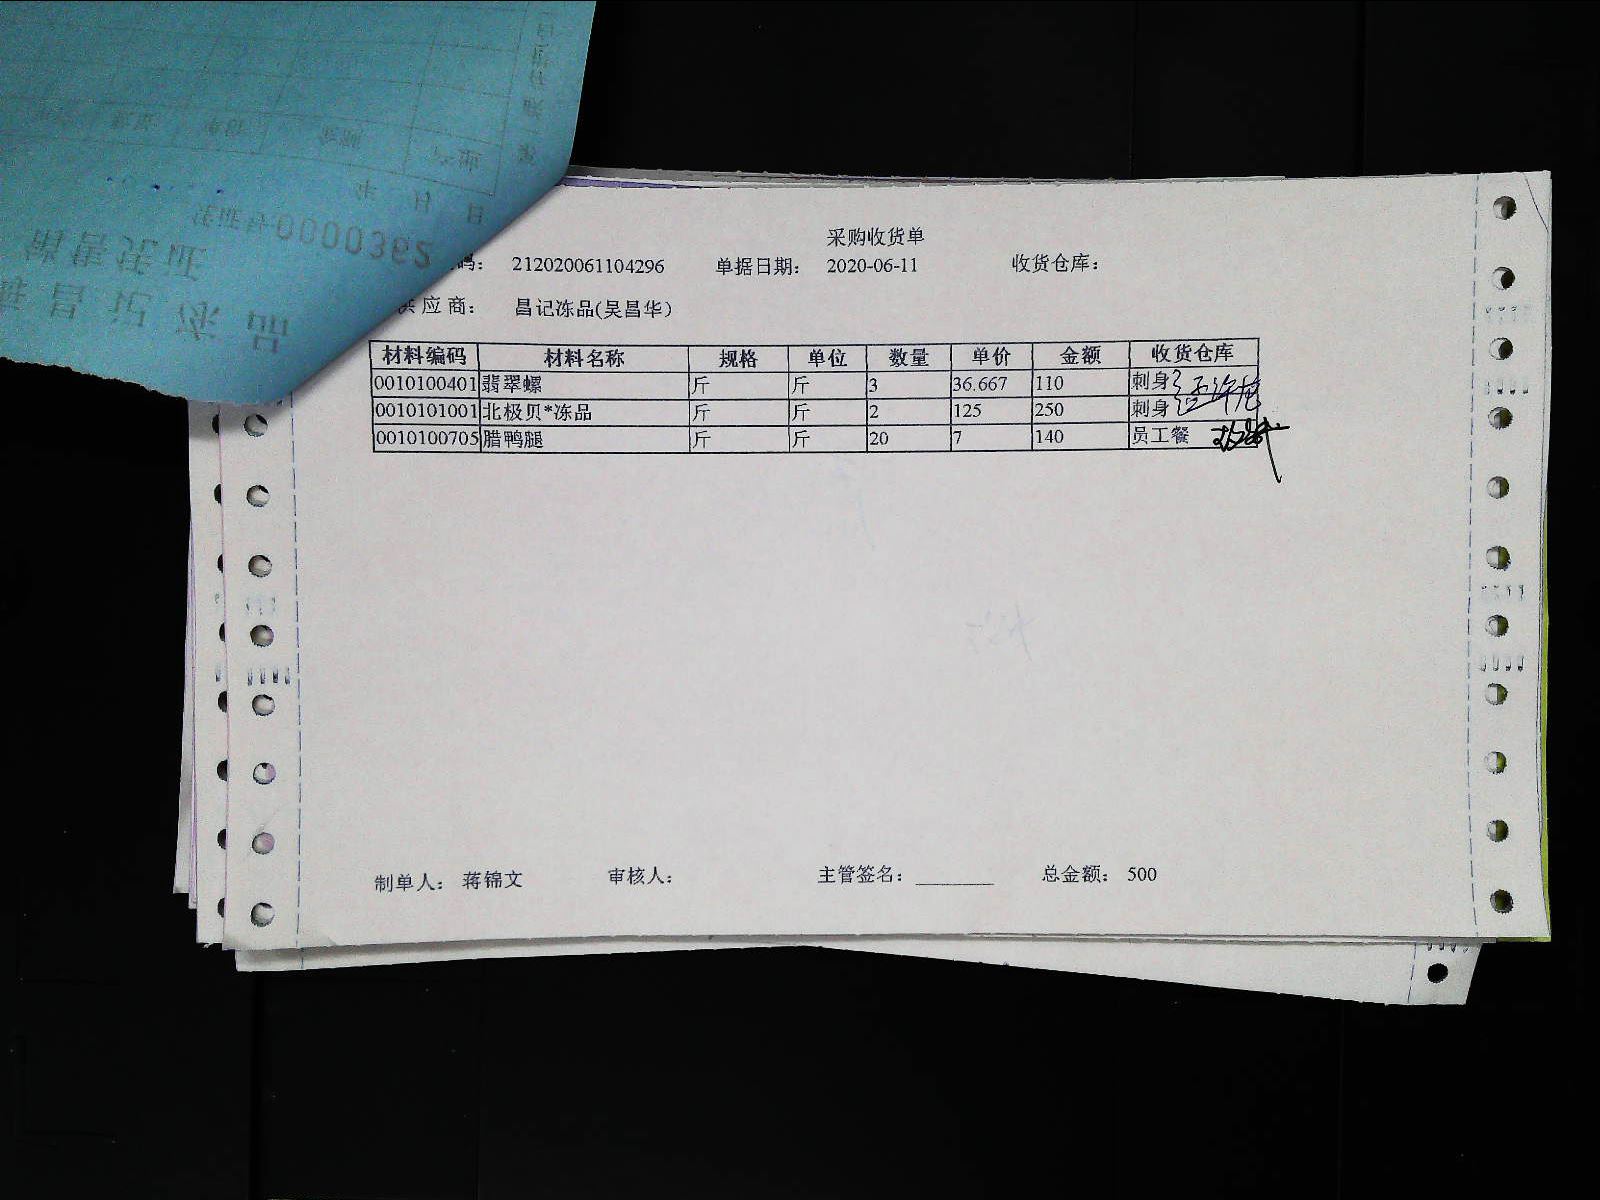 采购收货单
码： 212020061104296 单据日期： 2020-06-11 收货仓库：
供应商： 昌记冻品(吴昌华)
材料编码 材料名称 规格 单位 数量 单价 金额 收货仓库
0010100401 翡翠螺 斤 斤 3 36.667 110 刺身
0010101001 北极贝*冻品 斤 斤 2 125 250 刺身
0010100705 腊鸭腿 斤 斤 20 7 140 员工餐
制单人： 蒋锦文 审核人： 主管签名： 总金额： 500
0000362